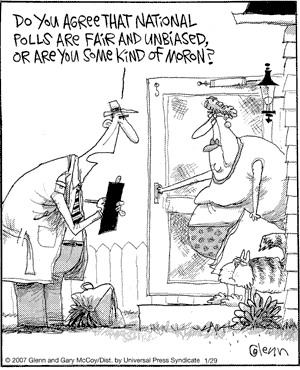 DO YOU AGREE THAT NATIONAL
POLLS ARE FAIR AND UNBIASED,
OR ARE YOU SOME KIND OF MORON?
Glenn
© 2007 Glenn and Gary McCoy/Dist. by Universal Press Syndicate 1/29